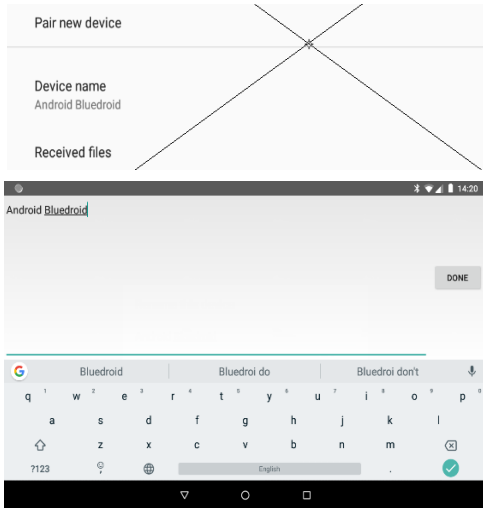 Pair new device
Device name
Android Bluedroid
Received files
14:20
Android Bluedroid
DONE
G Bluedroid Bluedroi do Bluedroi don't
q 1 w 2 e 3 r 4 t 5 y 6 u 7 i 8 o 9 p 0
a s d f g h j k l
z x c v b n m
?123 , English .